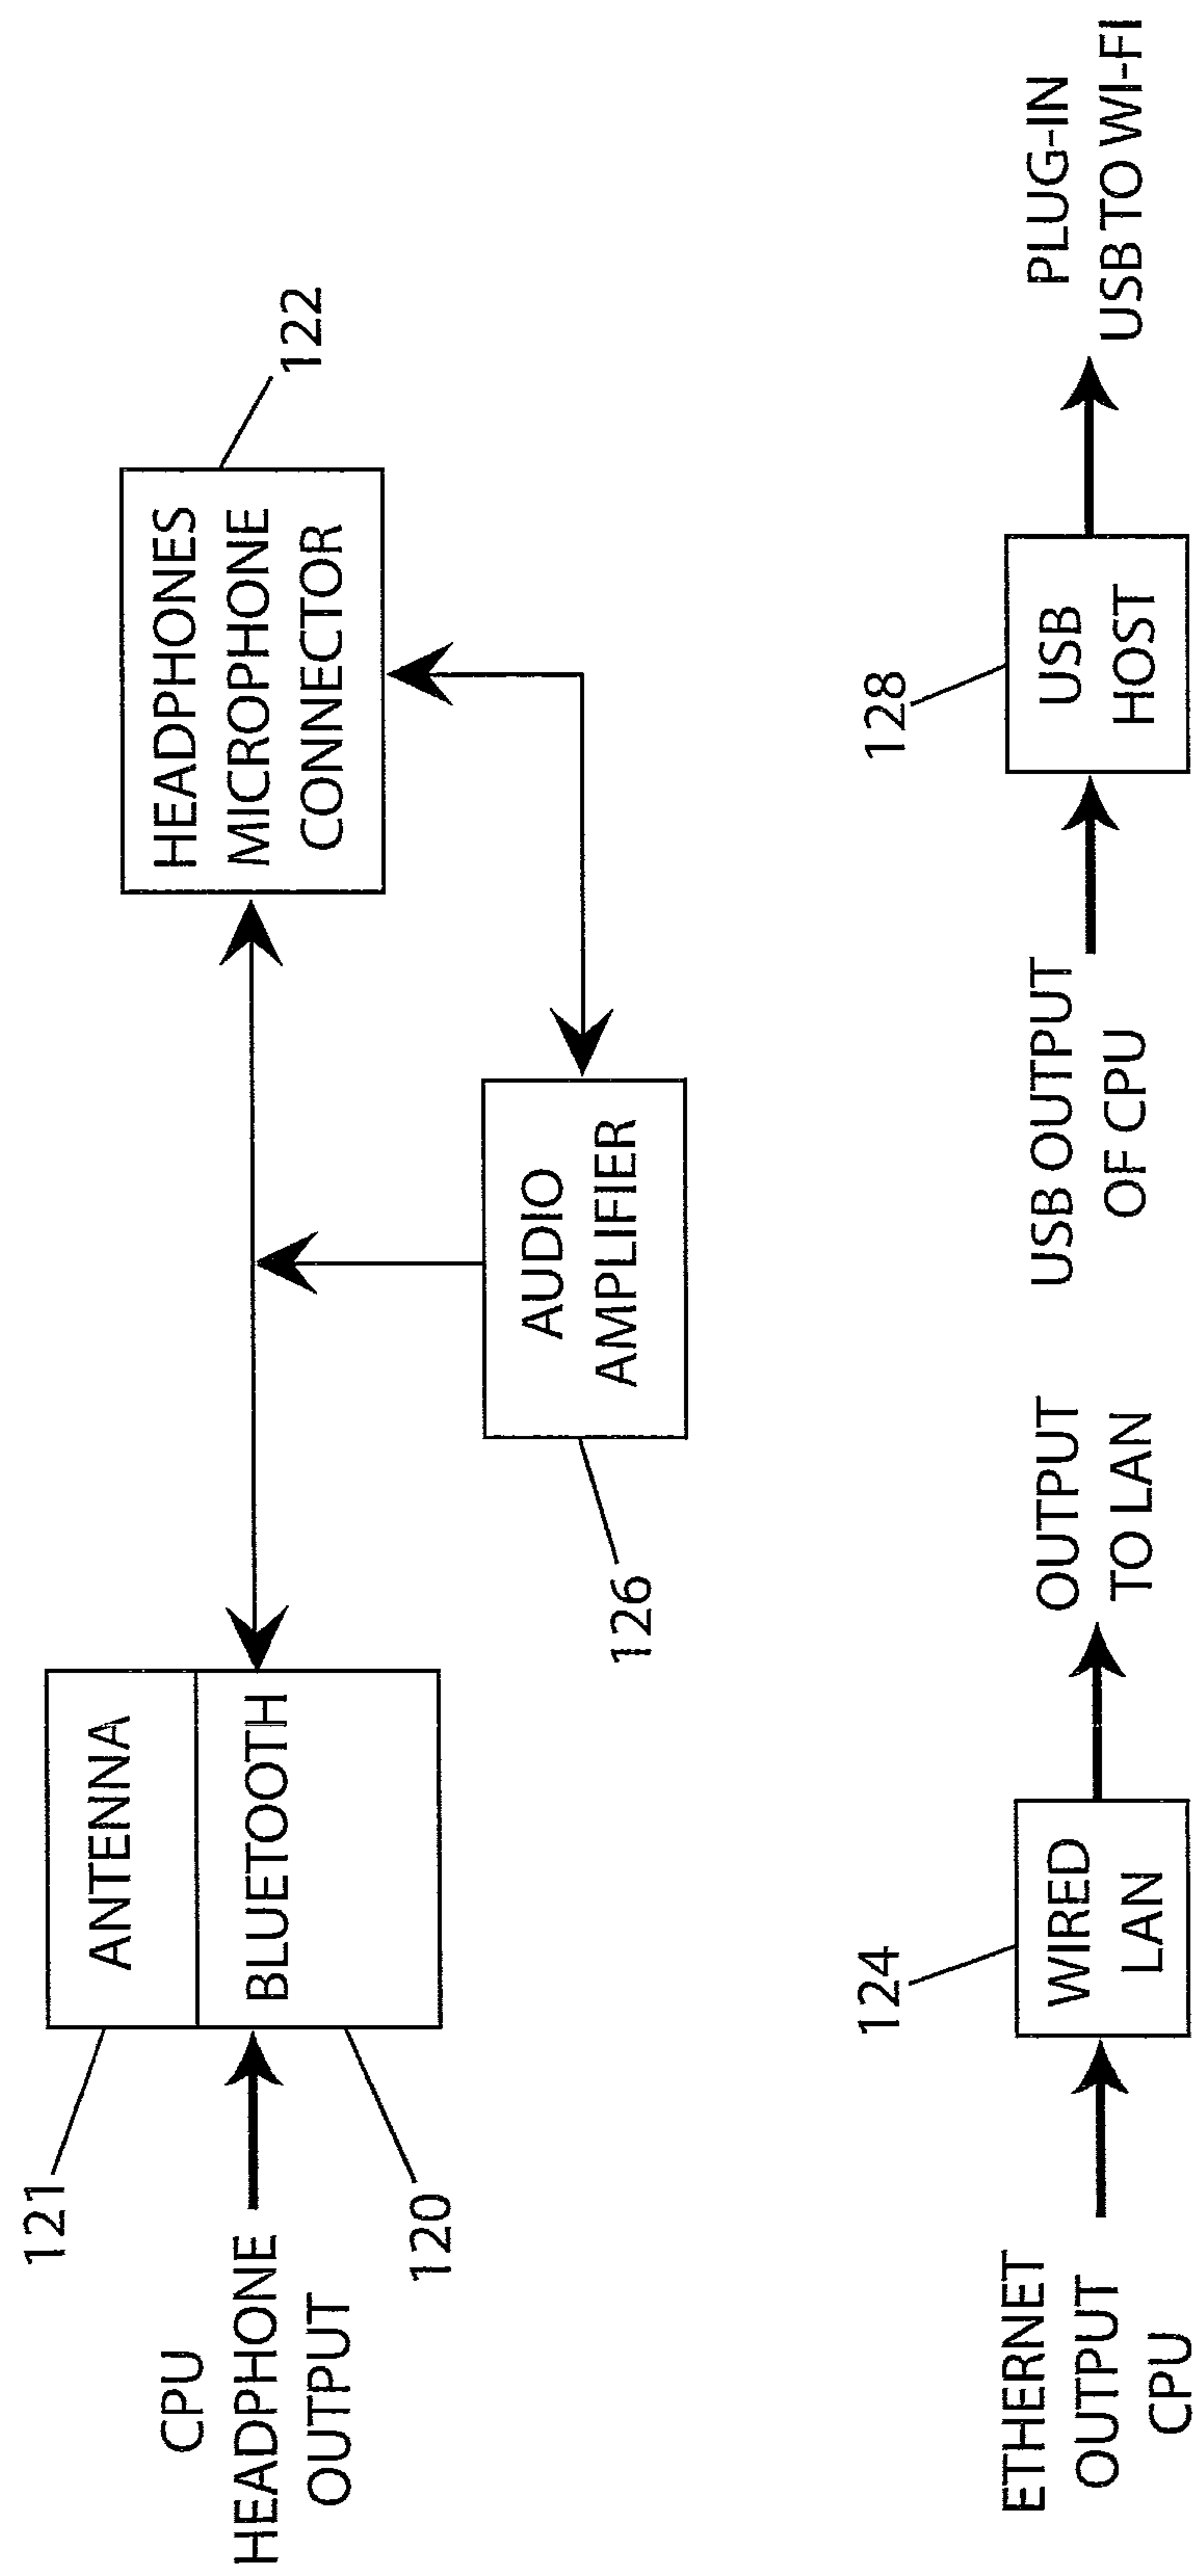 121
ANTENNA
BLUETOOTH
120
CPU
HEADPHONE
OUTPUT
HEADPHONES
MICROPHONE
CONNECTOR
122
AUDIO
AMPLIFIER
126
ETHERNET
OUTPUT
CPU
124
WIRED
LAN
OUTPUT
TO LAN
USB OUTPUT
OF CPU
128
USB
HOST
PLUG-IN
USB TO WI-FI